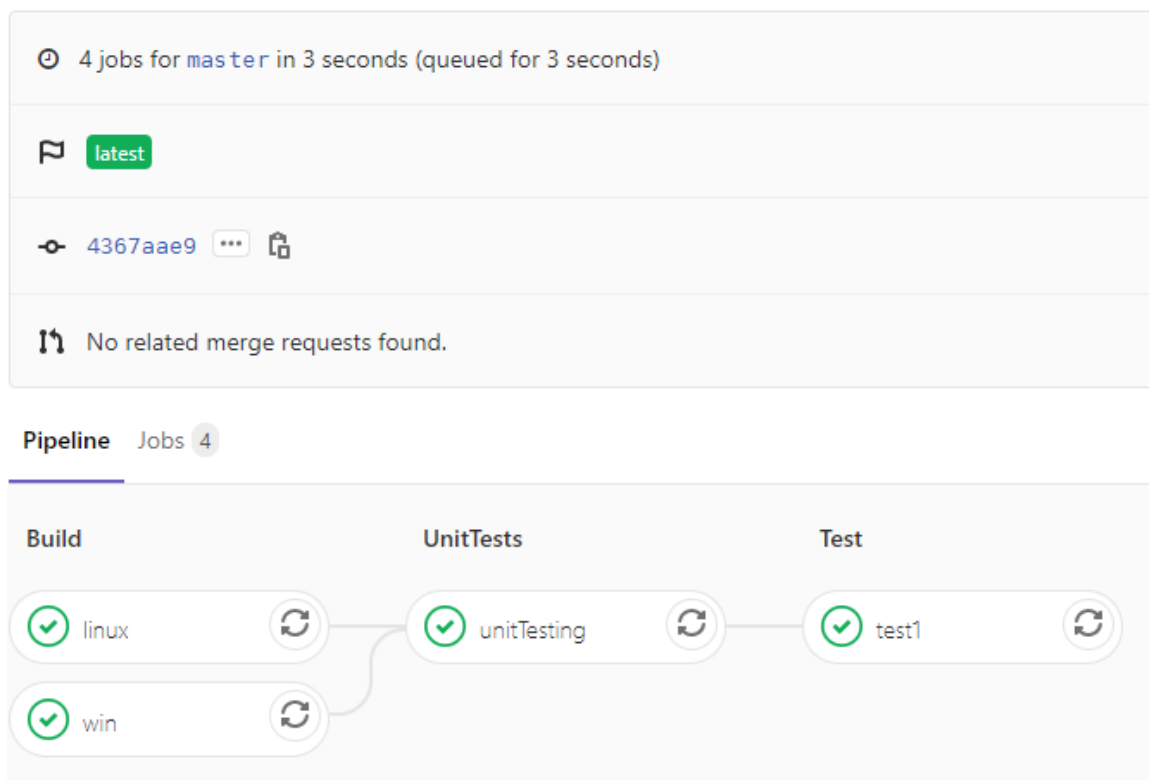 4 jobs for master in 3 seconds (queued for 3 seconds)
latest
4367aae9 ...
No related merge requests found.
Pipeline Jobs 4
Build UnitTests Test
linux unitTesting test1
win